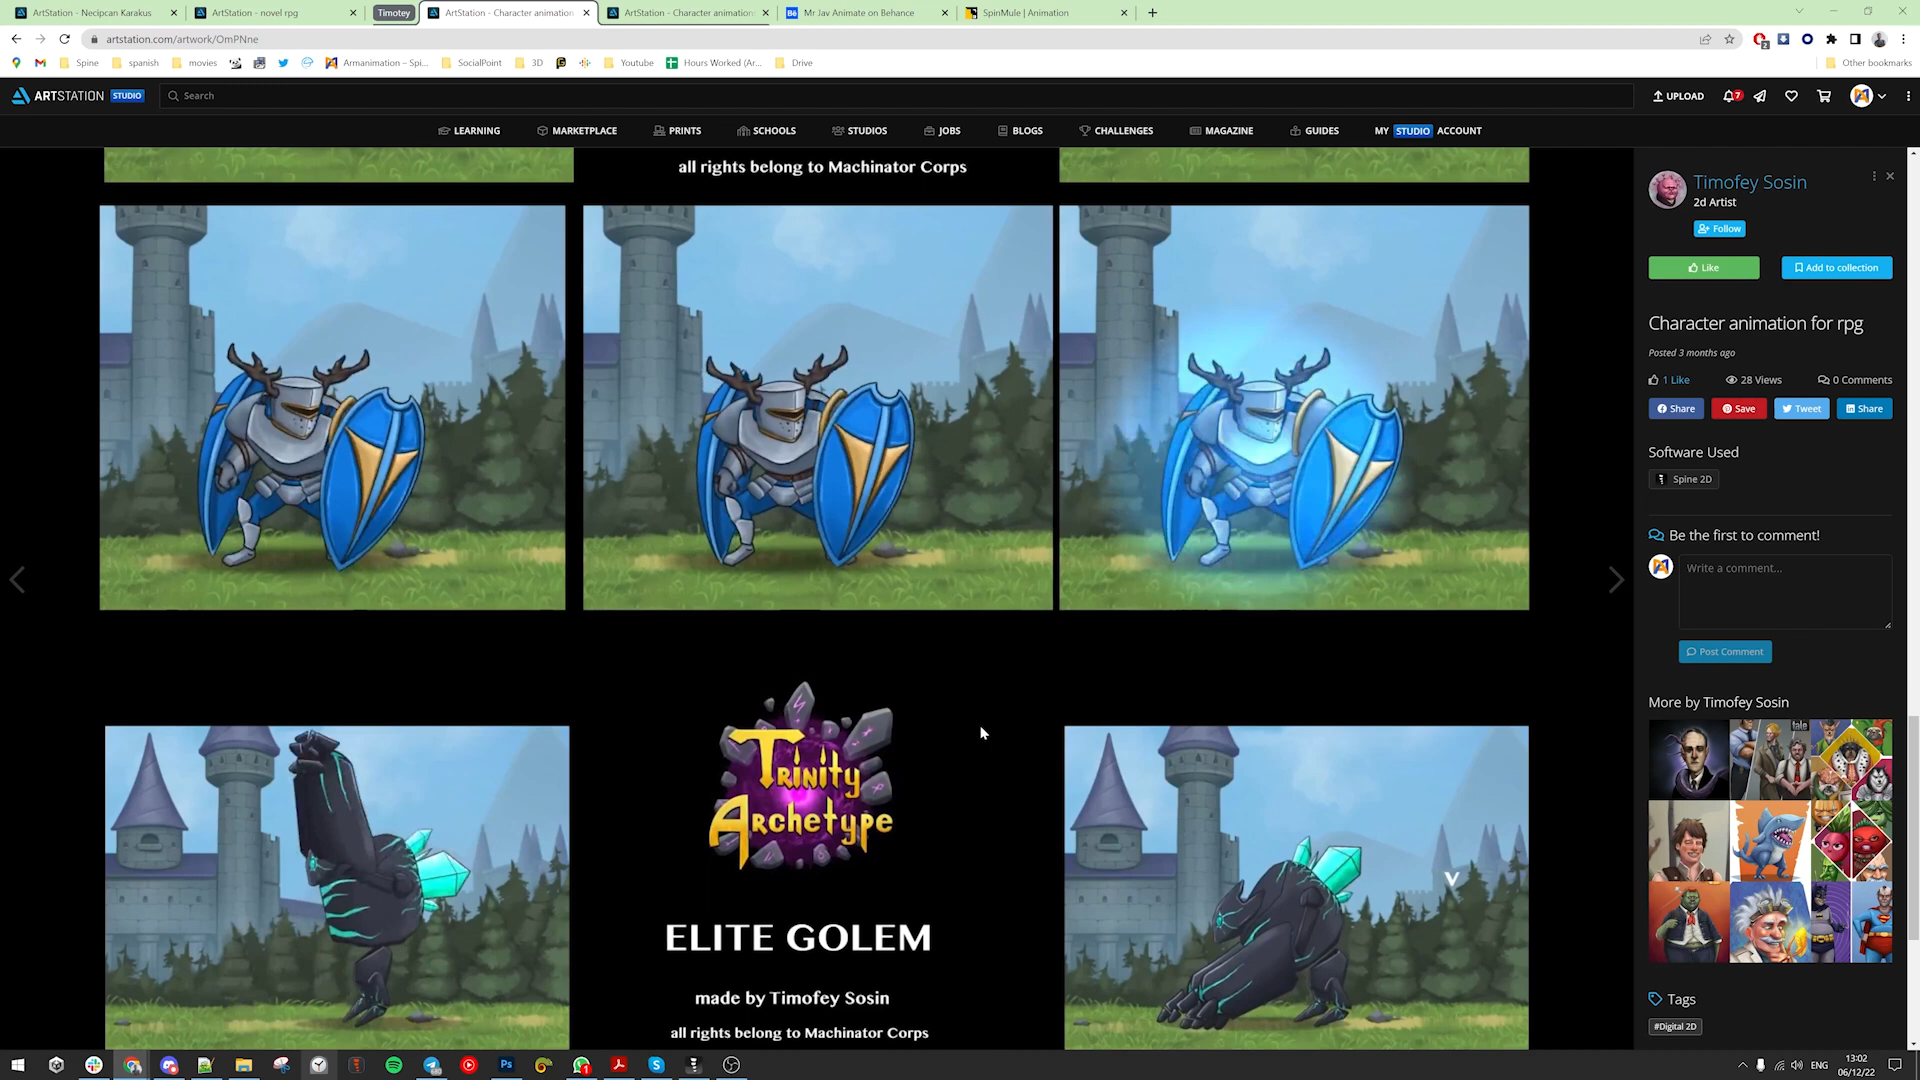 ArtStation - Necipcan Karakus
ArtStation - novel rpg
Timotey
ArtStation - Character animation
ArtStation - Character animation
Mr Jav Animate on Behance
SpinMule | Animation
artstation.com/artwork/OmPNne
Spine
spanish
movies
Armanimation – Spi...
SocialPoint
3D
Youtube
Hours Worked (Ar...
Drive
Other bookmarks
ARTSTATION STUDIO
Search
UPLOAD
7
LEARNING
MARKETPLACE
PRINTS
SCHOOLS
STUDIOS
JOBS
BLOGS
CHALLENGES
MAGAZINE
GUIDES
MY STUDIO ACCOUNT
all rights belong to Machinator Corps
TRINITY
ARCHETYPE
ELITE GOLEM
made by Timofey Sosin
all rights belong to Machinator Corps
Timofey Sosin
2d Artist
Follow
Like
Add to collection
Character animation for rpg
Posted 3 months ago
1 Like
28 Views
0 Comments
Share
Save
Tweet
Share
Software Used
Spine 2D
Be the first to comment!
Write a comment...
Post Comment
More by Timofey Sosin
tale
Tags
#Digital 2D
ENG
13:02
06/12/22